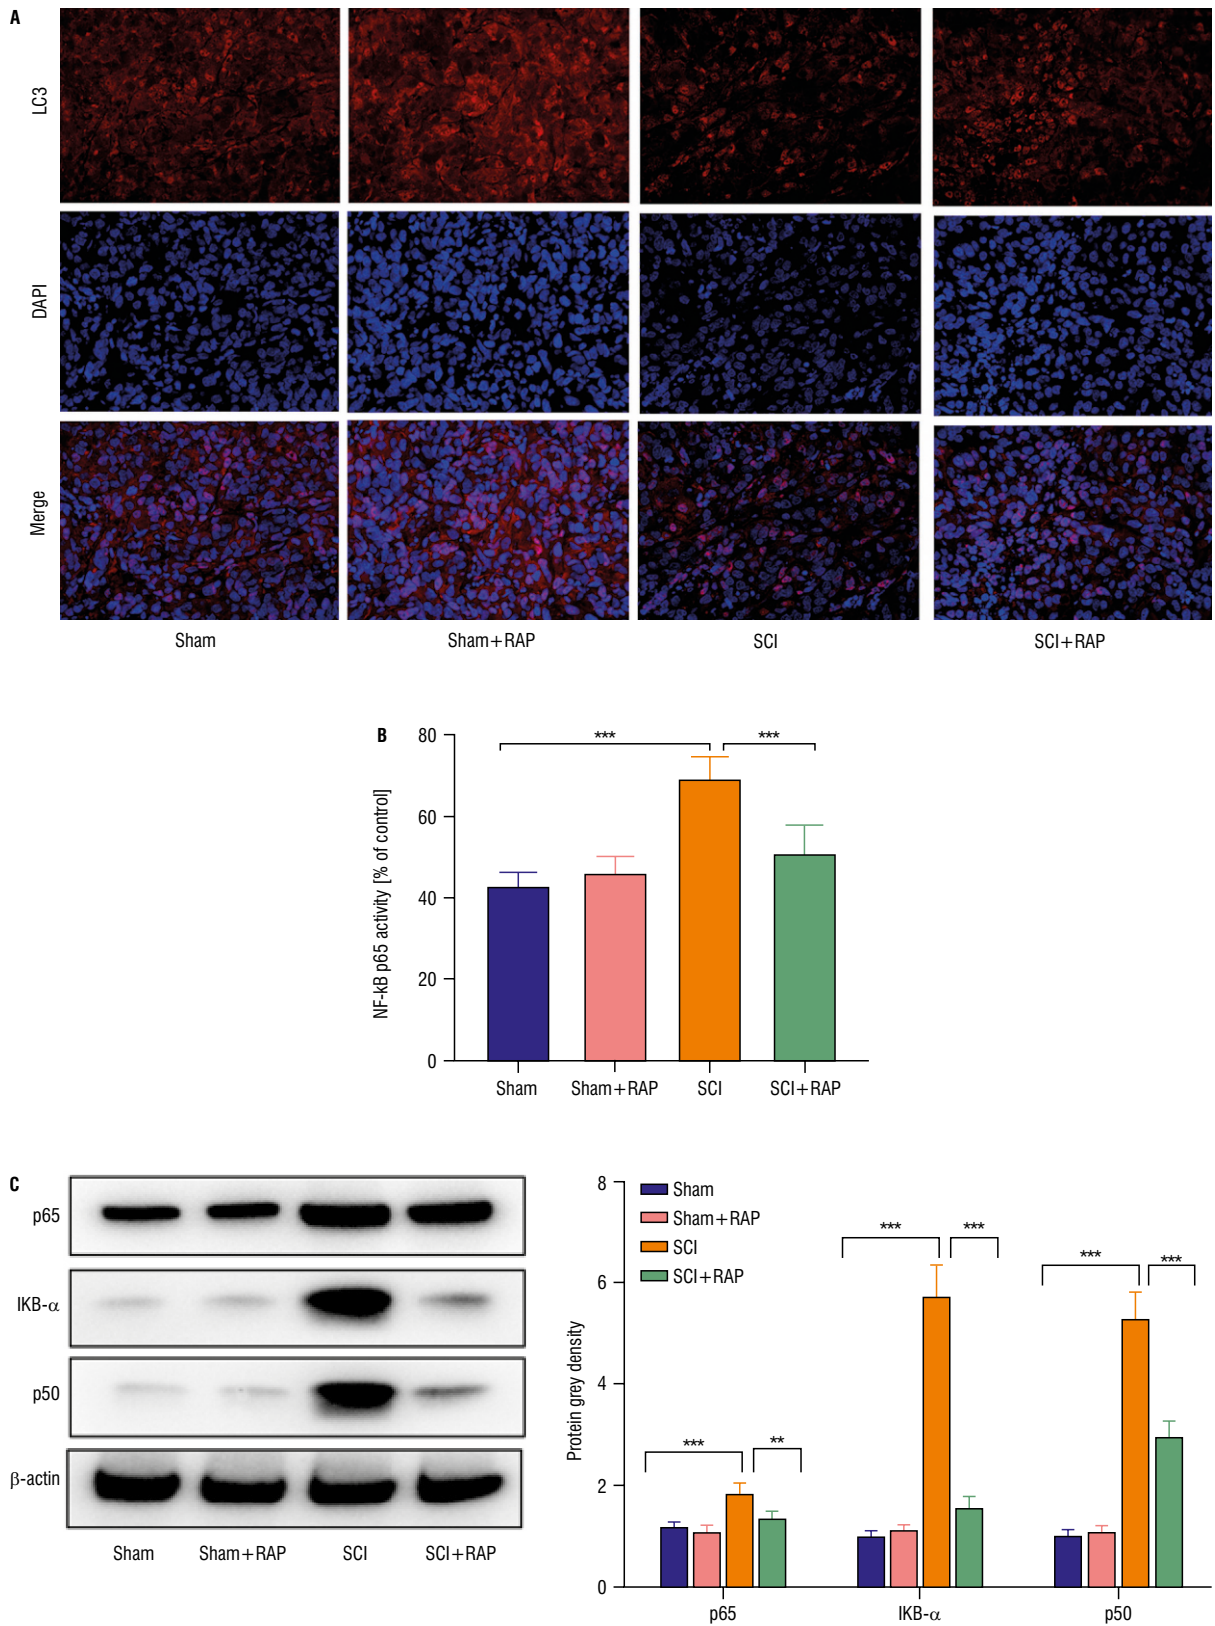 A
LC3
DAPI
Merge
Sham Sham+RAP SCI SCI+RAP
B
NF-kB p65 activity [% of control]
80
60
40
20
0
*** ***
Sham Sham+RAP SCI SCI+RAP
C
p65
IKB-α
p50
β-actin
Sham Sham+RAP SCI SCI+RAP
Protein grey density
8
6
4
2
0
Sham
Sham+RAP
SCI
SCI+RAP
*** **
*** ***
*** ***
p65 IKB-α p50